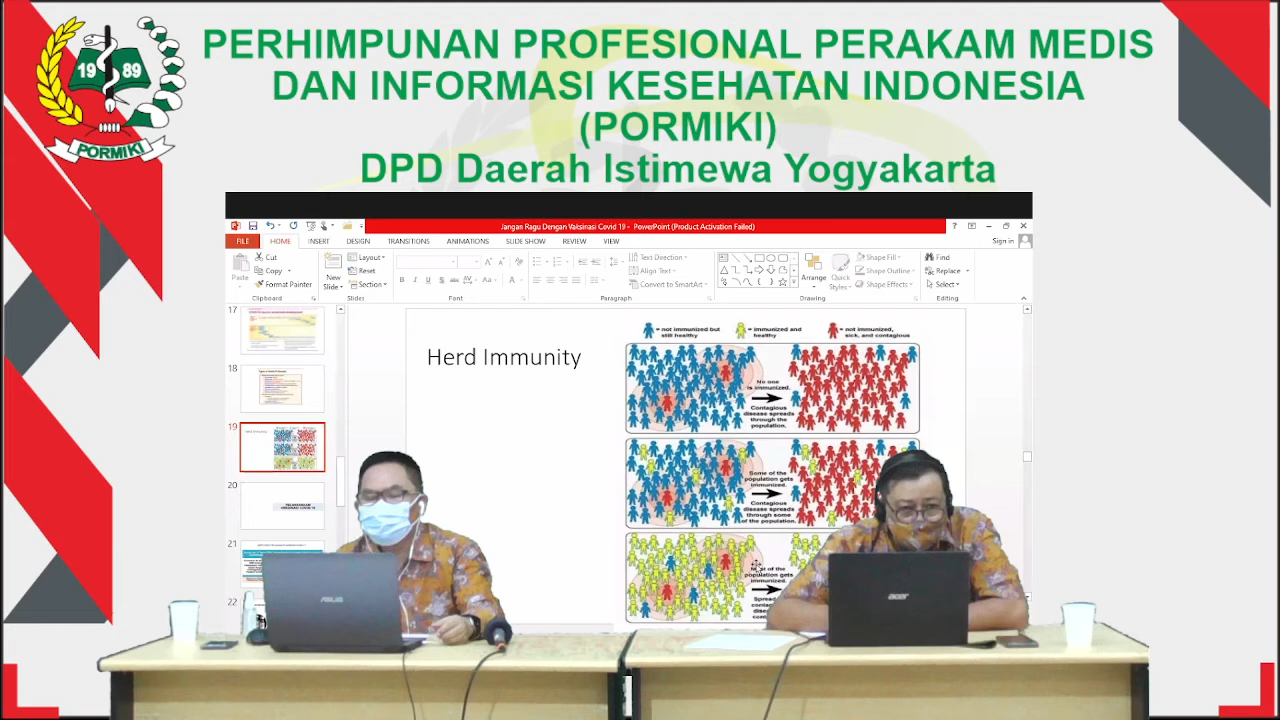 PERHIMPUNAN PROFESIONAL PERAKAM MEDIS
DAN INFORMASI KESEHATAN INDONESIA
(PORMIKI)
DPD Daerah Istimewa Yogyakarta
19 89
PORMIKI
Jangan Ragu Dengan Vaksinasi Covid 19 - PowerPoint (Product Activation Failed)
FILE HOME INSERT DESIGN TRANSITIONS ANIMATIONS SLIDE SHOW REVIEW VIEW Sign in
Cut
Copy
Format Painter
Paste
Clipboard
New
Slide
Layout
Reset
Section
Slides
Font
Text Direction
Align Text
Convert to SmartArt
Paragraph
Arrange
Quick
Styles
Shape Fill
Shape Outline
Shape Effects
Drawing
Find
Replace
Select
Editing
17
18
19
20
21
22
Herd Immunity
= not immunized but
still healthy
= immunized and
healthy
= not immunized,
sick, and contagious
No one
is immunized.
Contagious
disease spreads
through the
population.
Some of the
population gets
immunized.
Contagious
disease spreads
through some
of the population.
of the
population gets
immunized.
ASUS
acer